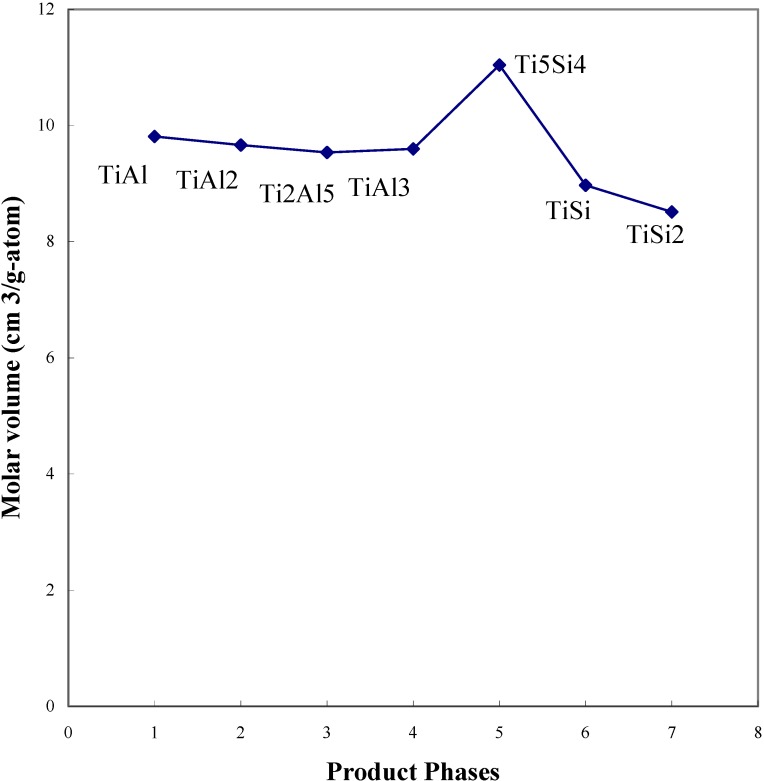 12
10
8
6
4
2
0
Molar volume (cm 3/g-atom)
TiAl
TiAl2
Ti2Al5
TiAl3
Ti5Si4
TiSi
TiSi2
0 1 2 3 4 5 6 7 8
Product Phases